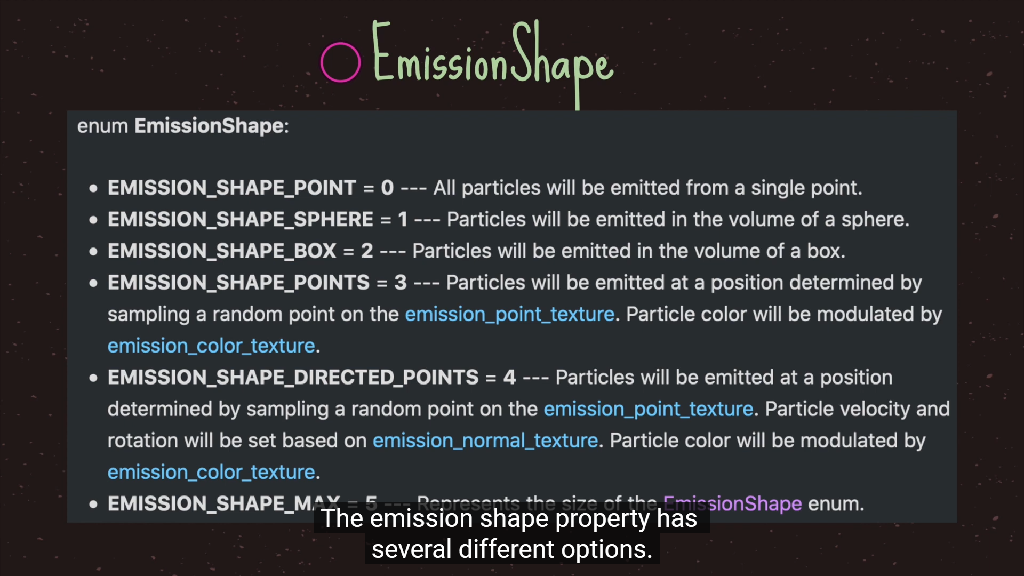 EmissionShape
enum EmissionShape:
• EMISSION_SHAPE_POINT = 0 --- All particles will be emitted from a single point.
• EMISSION_SHAPE_SPHERE = 1 --- Particles will be emitted in the volume of a sphere.
• EMISSION_SHAPE_BOX = 2 --- Particles will be emitted in the volume of a box.
• EMISSION_SHAPE_POINTS = 3 --- Particles will be emitted at a position determined by
sampling a random point on the emission_point_texture. Particle color will be modulated by
emission_color_texture.
• EMISSION_SHAPE_DIRECTED_POINTS = 4 --- Particles will be emitted at a position
determined by sampling a random point on the emission_point_texture. Particle velocity and
rotation will be set based on emission_normal_texture. Particle color will be modulated by
emission_color_texture.
• EMISSION_SHAPE_MAX = 5 --- Represents the size of the EmissionShape enum.
The emission shape property has
several different options.